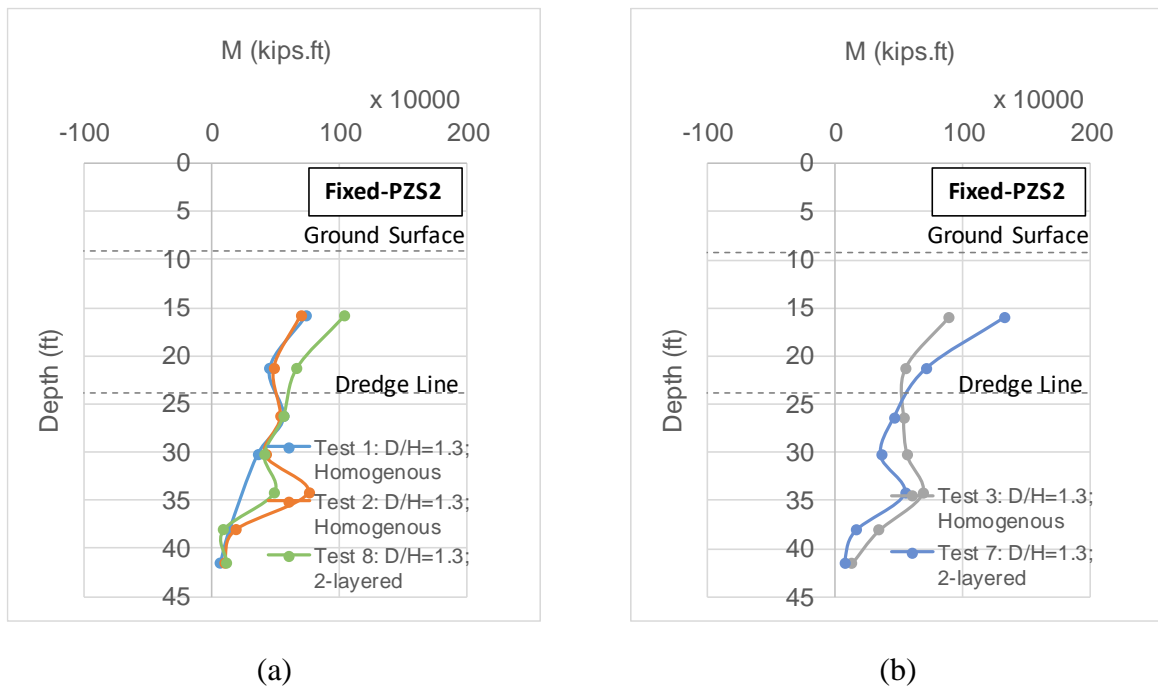 M (kips.ft)
x 10000
-100 0 100 200
0
Fixed-PZS2
5
Ground Surface
10
15
20
Dredge Line
25
Test 1: D/H=1.3;
Homogenous
30
35
Test 2: D/H=1.3;
Homogenous
40
Test 8: D/H=1.3;
2-layered
45
Depth (ft)
(a)
M (kips.ft)
x 10000
-100 0 100 200
0
Fixed-PZS2
5
Ground Surface
10
15
20
Dredge Line
25
30
35
Test 3: D/H=1.3;
Homogenous
40
Test 7: D/H=1.3;
2-layered
45
Depth (ft)
(b)